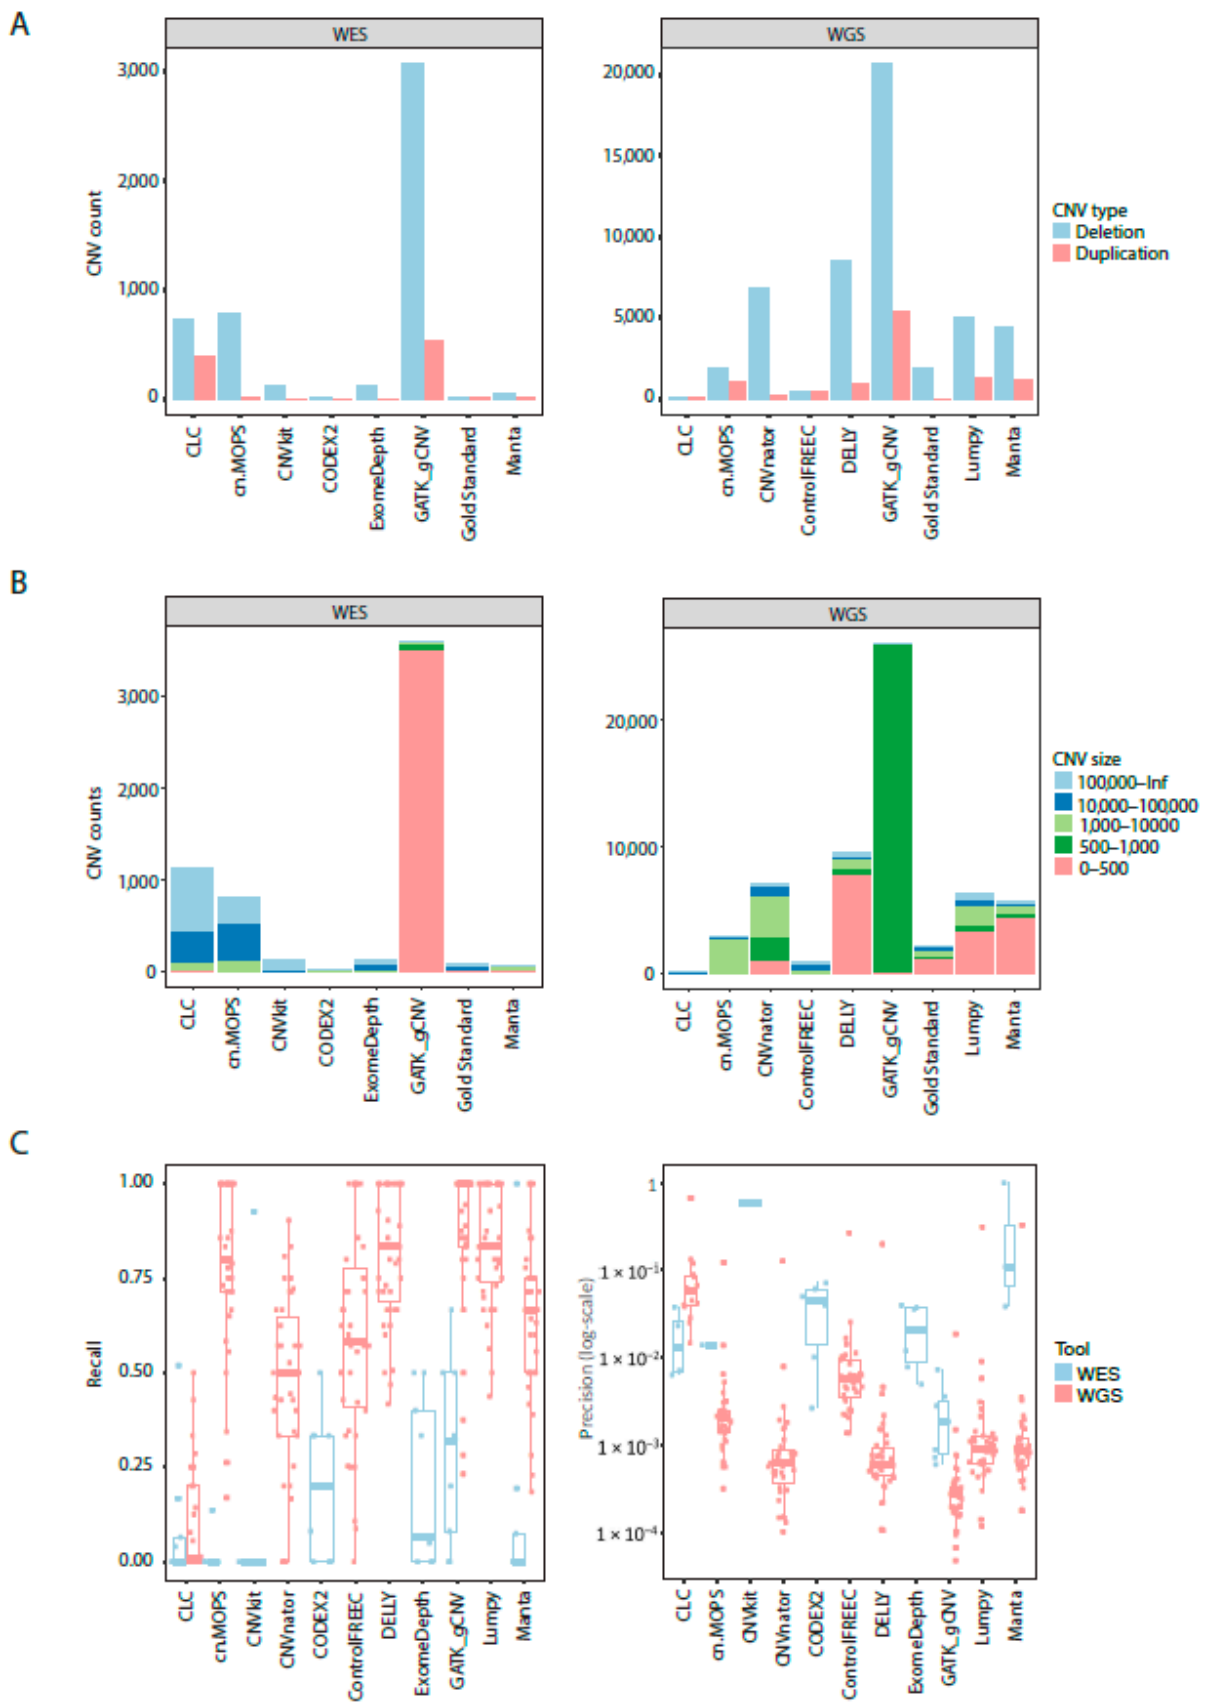 A
WES
WGS
3,000
2,000
1,000
0
CNV count
20,000
15,000
10,000
5,000
0
CNV type
Deletion
Duplication
CLC
cn.MOPS
CNVkit
CODEX2
ExomeDepth
GATK_gCNV
Gold Standard
Manta
CLC
cn.MOPS
CNVnator
ControlFREEC
DELLY
GATK_gCNV
Gold Standard
Lumpy
Manta
B
WES
WGS
3,000
2,000
1,000
0
CNV counts
20,000
10,000
0
CNV size
100,000–Inf
10,000–100,000
1,000–10000
500–1,000
0–500
CLC
cn.MOPS
CNVkit
CODEX2
ExomeDepth
GATK_gCNV
Gold Standard
Manta
CLC
cn.MOPS
CNVnator
ControlFREEC
DELLY
GATK_gCNV
Gold Standard
Lumpy
Manta
C
1.00
0.75
0.50
0.25
0.00
Recall
1
1 × 10⁻¹
1 × 10⁻²
1 × 10⁻³
1 × 10⁻⁴
Precision (log-scale)
Tool
WES
WGS
CLC
cn.MOPS
CNVkit
CNVnator
CODEX2
ControlFREEC
DELLY
ExomeDepth
GATK_gCNV
Lumpy
Manta
CLC
cn.MOPS
CNVkit
CNVnator
CODEX2
ControlFREEC
DELLY
ExomeDepth
GATK_gCNV
Lumpy
Manta